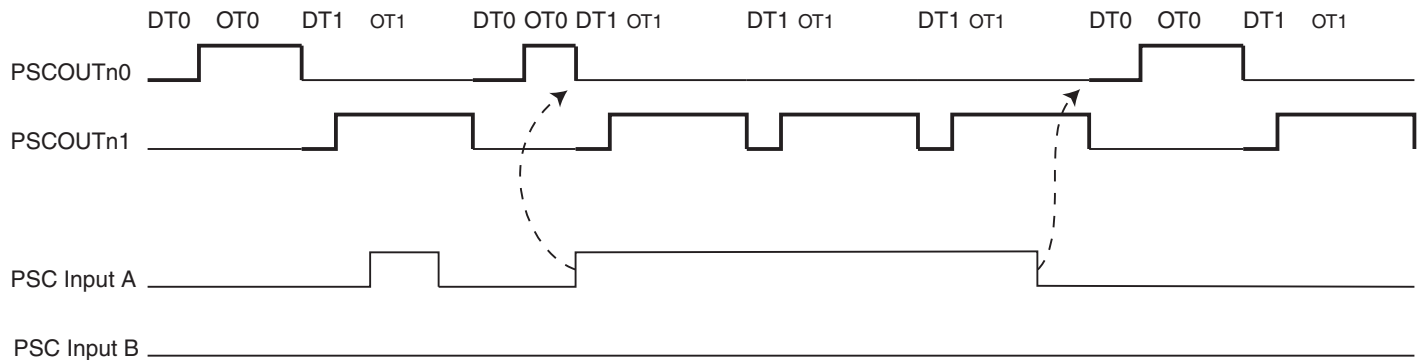 DT0 OT0 DT1 OT1 DT0 OT0 DT1 OT1 DT1 OT1 DT1 OT1 DT0 OT0 DT1 OT1
PSCOUTn0
PSCOUTn1
PSC Input A
PSC Input B